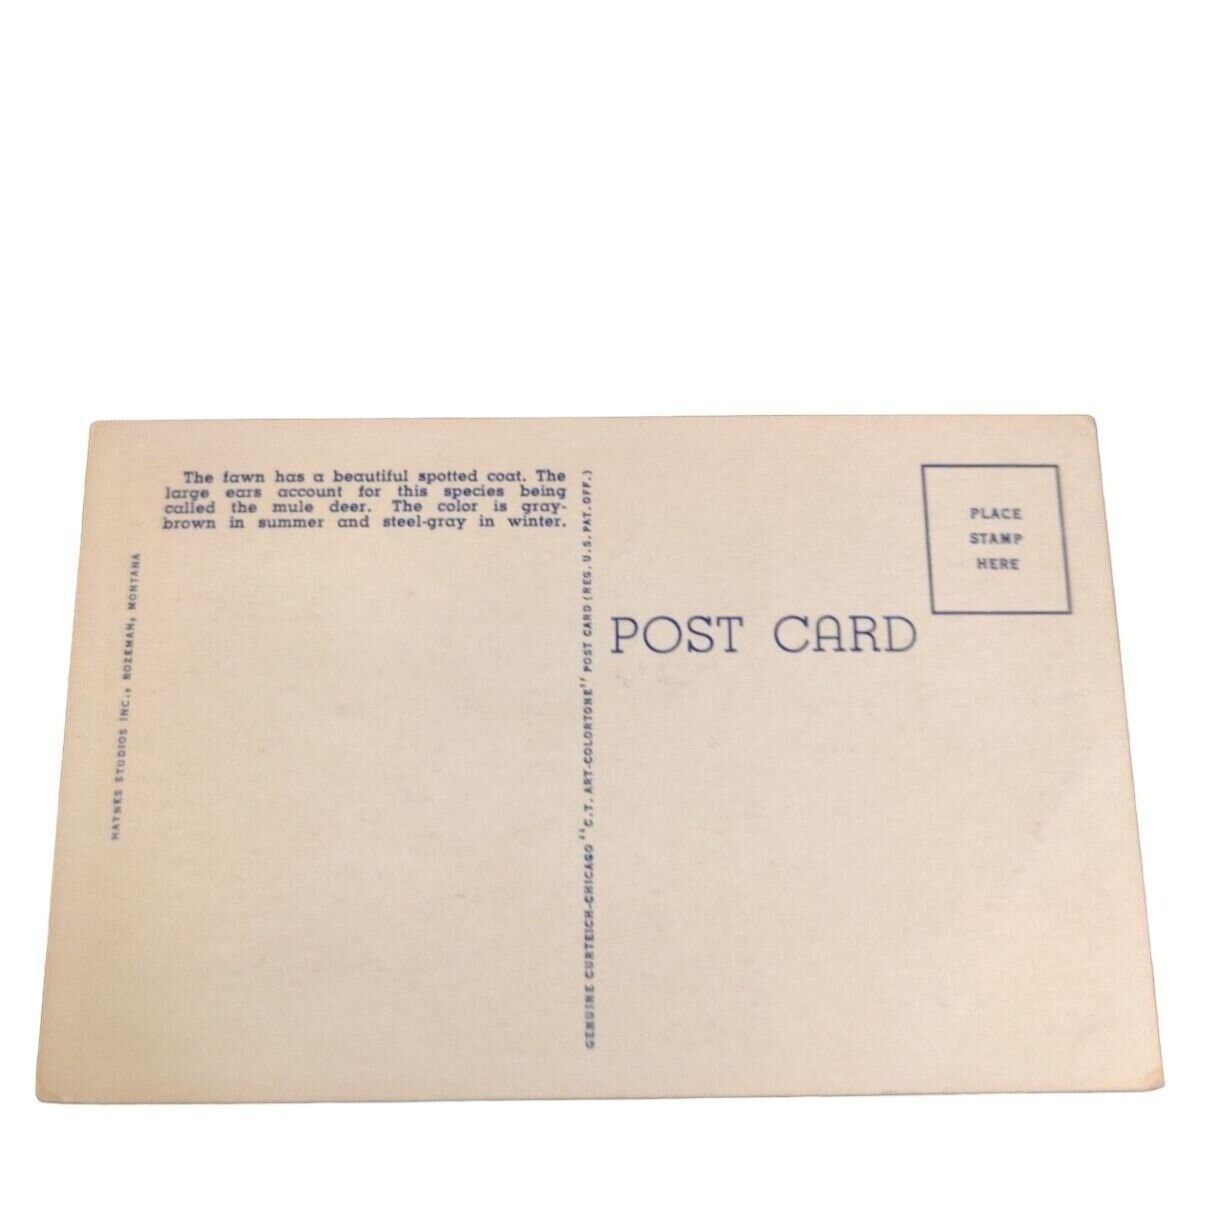 The fawn has a beautiful spotted coat. The
large ears account for this species being
called the mule deer. The color is gray-
brown in summer and steel-gray in winter.
HAYNES STUDIOS INC., BOZEMAN, MONTANA
GENUINE CURTEICH-CHICAGO "C.T. ART-COLORTONE" POST CARD (REG. U.S. PAT. OFF.)
POST CARD
PLACE
STAMP
HERE